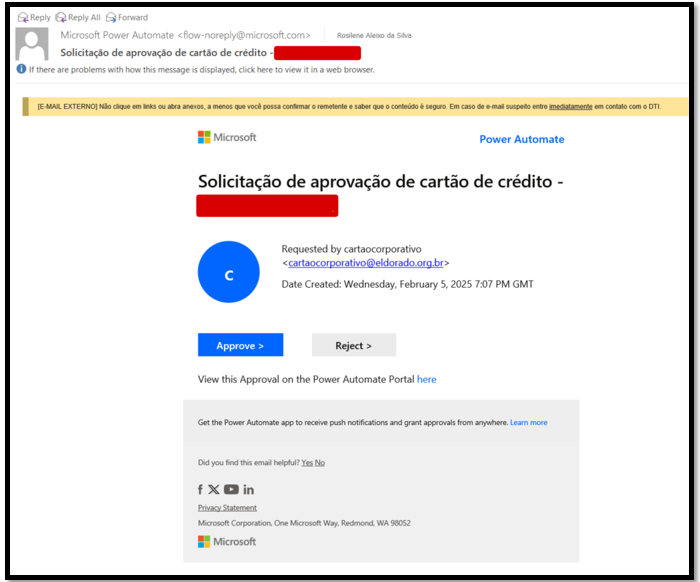 Reply Reply All Forward
Microsoft Power Automate <flow-noreply@microsoft.com> Rosilene Aleixo da Silva
Solicitação de aprovação de cartão de crédito -
If there are problems with how this message is displayed, click here to view it in a web browser.
[E-MAIL EXTERNO] Não clique em links ou abra anexos, a menos que você possa confirmar o remetente e saber que o conteúdo é seguro. Em caso de e-mail suspeito entre imediatamente em contato com o DTI.
Microsoft Power Automate
Solicitação de aprovação de cartão de crédito -
C
Requested by cartaocorporativo
<cartaocorporativo@eldorado.org.br>
Date Created: Wednesday, February 5, 2025 7:07 PM GMT
Approve > Reject >
View this Approval on the Power Automate Portal here
Get the Power Automate app to receive push notifications and grant approvals from anywhere. Learn more
Did you find this email helpful? Yes No
Privacy Statement
Microsoft Corporation, One Microsoft Way, Redmond, WA 98052
Microsoft